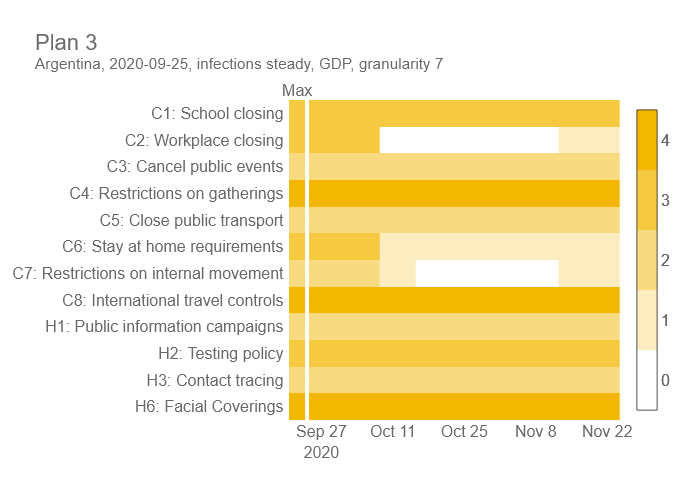 Plan 3
Argentina, 2020-09-25, infections steady, GDP, granularity 7
Max
C1: School closing
C2: Workplace closing
C3: Cancel public events
C4: Restrictions on gatherings
C5: Close public transport
C6: Stay at home requirements
C7: Restrictions on internal movement
C8: International travel controls
H1: Public information campaigns
H2: Testing policy
H3: Contact tracing
H6: Facial Coverings
Sep 27 Oct 11 Oct 25 Nov 8 Nov 22
2020
4
3
2
1
0